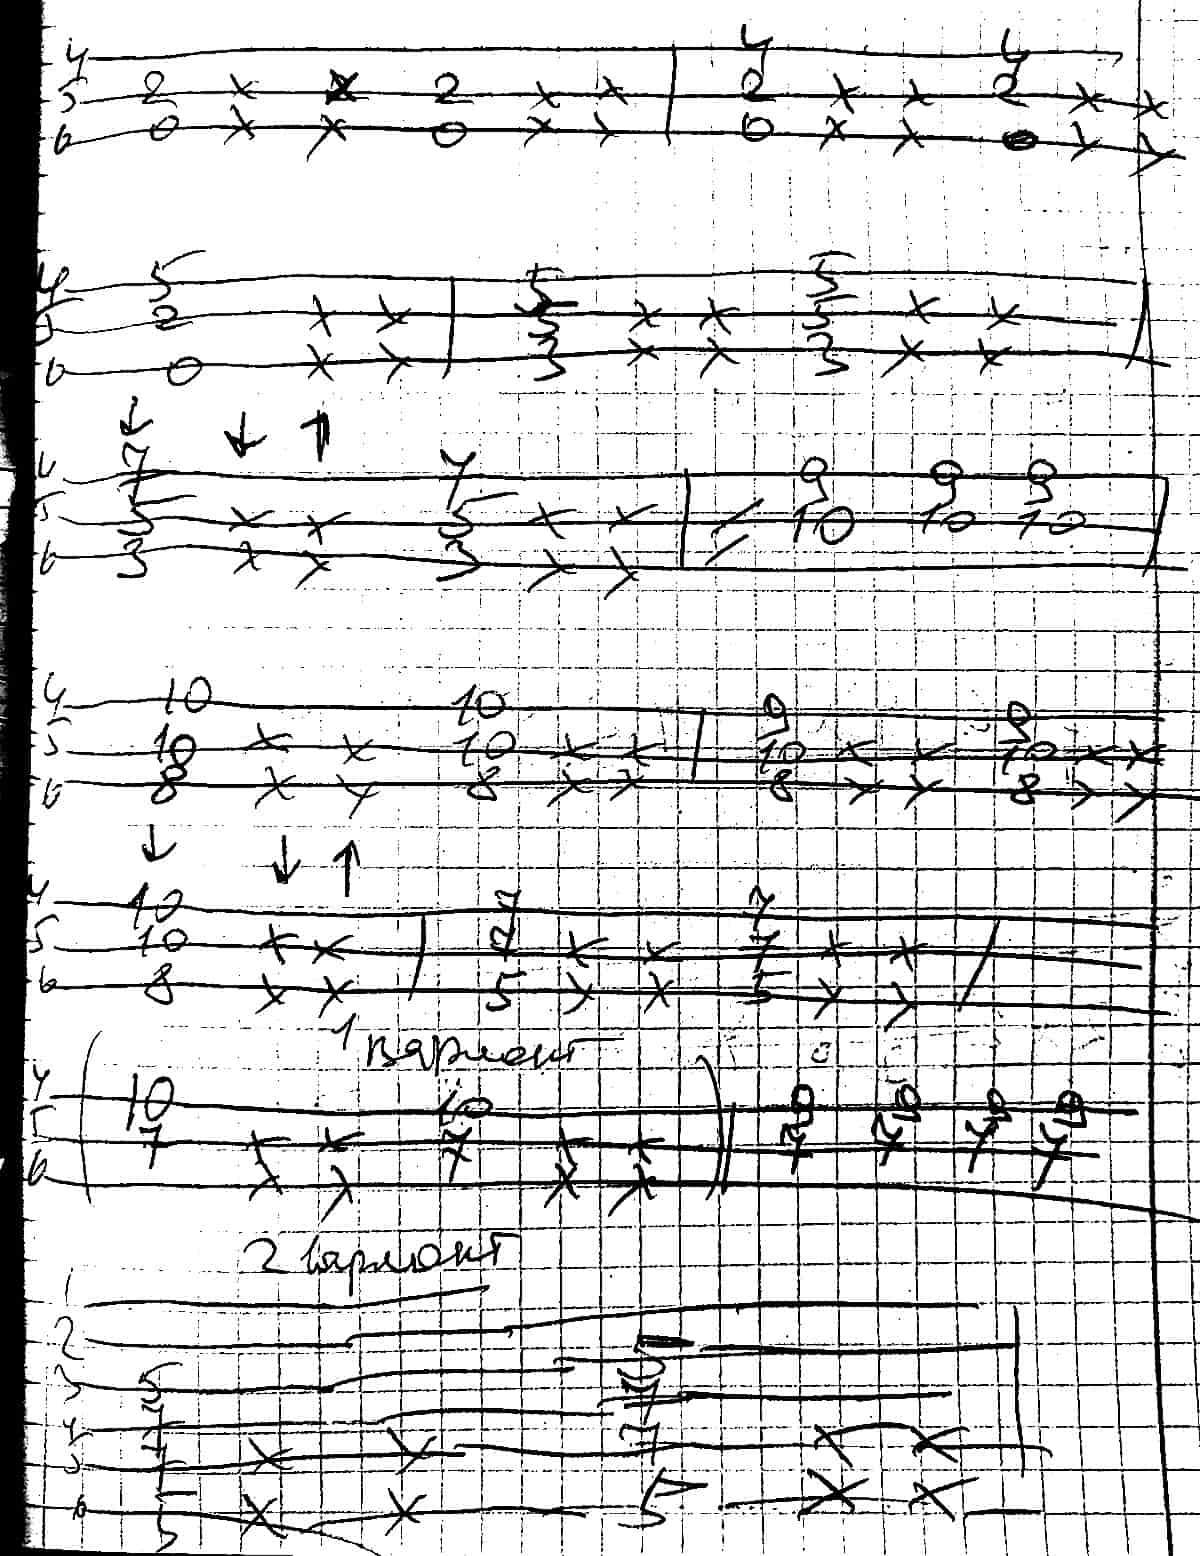 4 4 4
5 2 x x 2 x x 2 x x 2 x x
6 0 x x 0 x x 0 x x 0 x x
4 5 5 5
5 2 x x 5 x x 5 x x
6 0 x x 3 x x 3 x x
↓ ↓ ↑
4 7 7 9 9 9
5 5 x x 5 x x / 10 10 10
6 3 x x 3 x x /
4 10 10 9 9
5 10 x x 10 x x 10 x x 10 x x
6 8 x x 8 x x 8 x x 8 x x
↓ ↓ ↑
4 10 7 7
5 10 x x 7 x x 7 x x
6 8 x x 5 x x 5 x x
1 вариант
4 10 10 9 9 9 9
5 7 x x 7 x x 7 7 7 7
6 x x x x
2 вариант
1
2
3 5 5
4 7 7
5 7 x x 7 x x
6 5 x x 5 x x